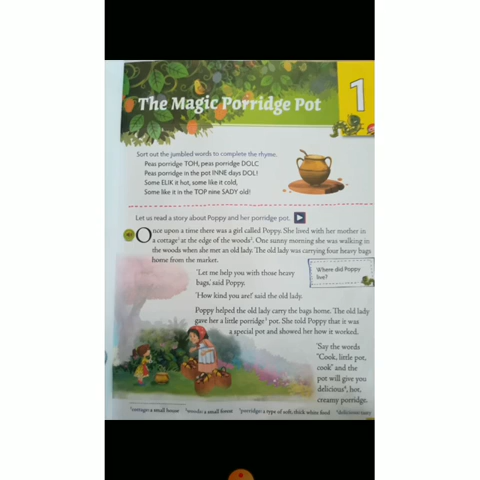 The Magic Porridge Pot
1
Sort out the jumbled words to complete the rhyme.
Peas porridge TOH, peas porridge DOLC
Peas porridge in the pot INNE days DOL!
Some ELIK it hot, some like it cold,
Some like it in the TOP nine SADY old!
Let us read a story about Poppy and her porridge pot.
Once upon a time there was a girl called Poppy. She lived with her mother in
a cottage¹ at the edge of the woods². One sunny morning she was walking in
the woods when she met an old lady. The old lady was carrying four heavy bags
home from the market.
Where did Poppy
live?
'Let me help you with those heavy
bags,' said Poppy.
'How kind you are! said the old lady.
Poppy helped the old lady carry the bags home. The old lady
gave her a little porridge³ pot. She told Poppy that it was
a special pot and showed her how it worked.
'Say the words
"Cook, little pot,
cook' and the
pot will give you
delicious⁴, hot,
creamy porridge.
¹cottage: a small house ²woods: a small forest ³porridge: a type of soft, thick white food ⁴delicious: tasty